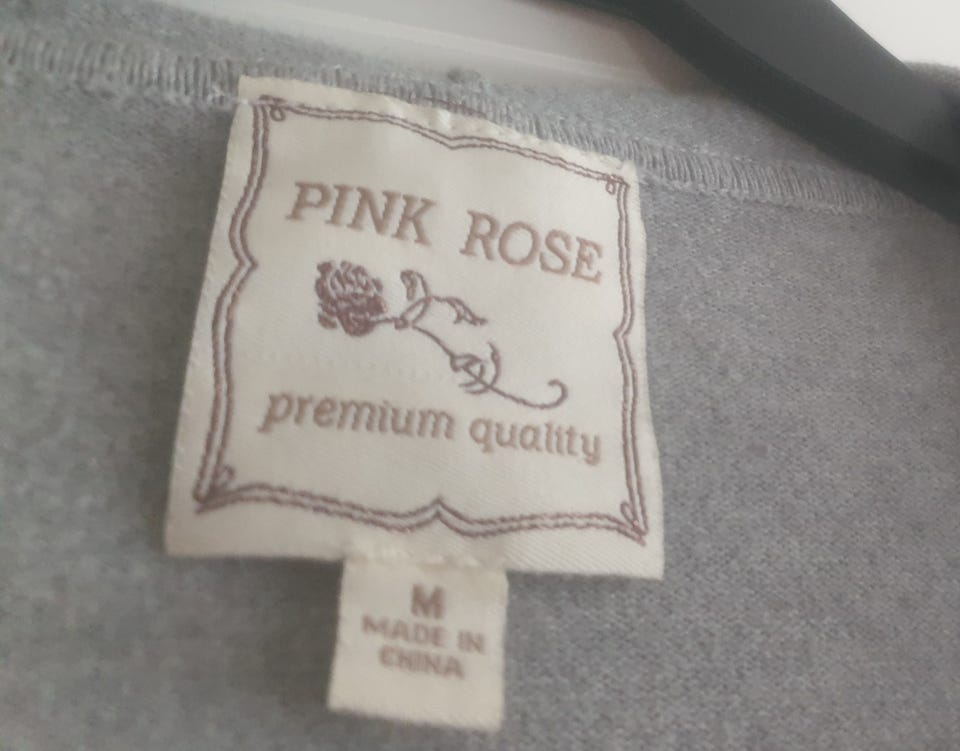 PINK ROSE
premium quality
M
MADE IN
CHINA